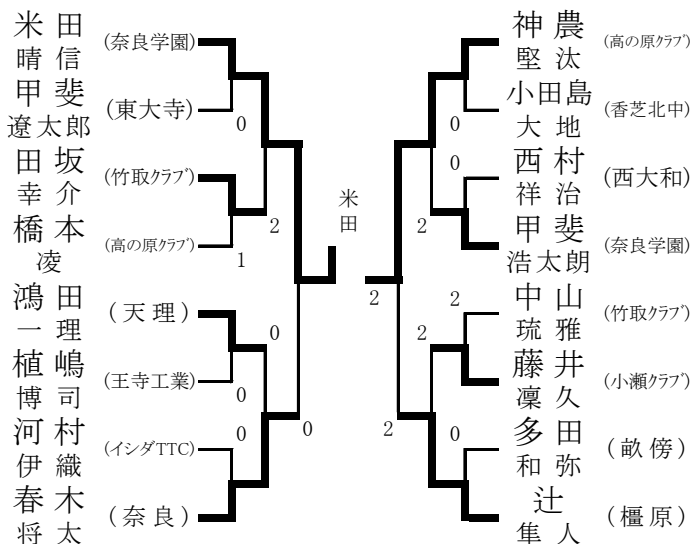 米田
晴信
(奈良学園)
甲斐
遼太郎
(東大寺)
0
田坂
幸介
(竹取クラブ)
2
橋本
凌
(高の原クラブ)
1
鴻田
一理
(天理)
0
植嶋
博司
(王寺工業)
0
河村
伊織
(イシダTTC)
0
0
春木
将太
(奈良)
米田
神農
堅汰
(高の原クラブ)
小田島
大地
(香芝北中)
0
西村
祥治
(西大和)
0
甲斐
浩太朗
(奈良学園)
2
2
中山
琉雅
(竹取クラブ)
2
藤井
凜久
(小瀬クラブ)
2
多田
和弥
(畝傍)
0
2
辻
隼人
(橿原)